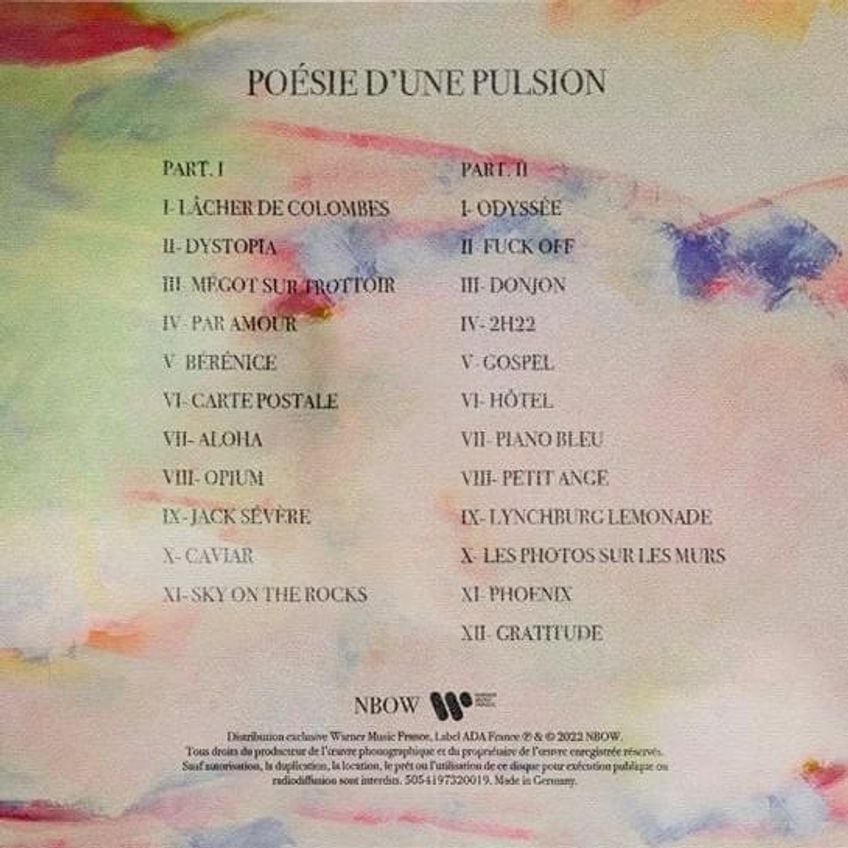 POÉSIE D'UNE PULSION
PART. I
I- LÂCHER DE COLOMBES
II- DYSTOPIA
III- MÉGOT SUR TROTTOIR
IV- PAR AMOUR
V- BÉRÉNICE
VI- CARTE POSTALE
VII- ALOHA
VIII- OPIUM
IX- JACK SÉVÈRE
X- CAVIAR
XI- SKY ON THE ROCKS
PART. II
I- ODYSSÉE
II- FUCK OFF
III- DONJON
IV- 2H22
V- GOSPEL
VI- HÔTEL
VII- PIANO BLEU
VIII- PETIT ANGE
IX- LYNCHBURG LEMONADE
X- LES PHOTOS SUR LES MURS
XI- PHOENIX
XII- GRATITUDE
NBOW
WARNER
MUSIC
FRANCE
Distribution exclusive Warner Music France, Label ADA France ℗ & © 2022 NBOW.
Tous droits du producteur de l'œuvre phonographique et du propriétaire de l'œuvre enregistrée réservés.
Sauf autorisation, la duplication, la location, le prêt ou l'utilisation de ce disque pour exécution publique ou
radiodiffusion sont interdits. 5054197320019. Made in Germany.